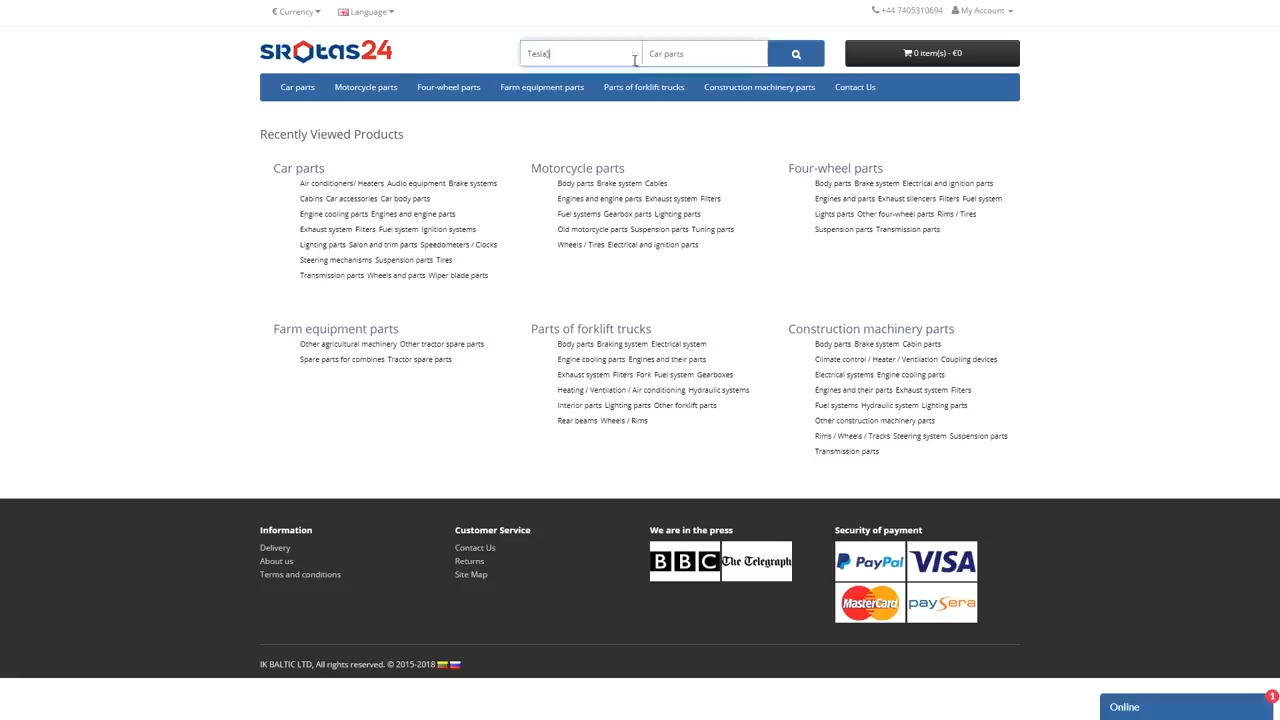 € Currency
Language
+44 7405310694
My Account
SROtAS24
Tesla
Car parts
0 item(s) - €0
Car parts
Motorcycle parts
Four-wheel parts
Farm equipment parts
Parts of forklift trucks
Construction machinery parts
Contact Us
Recently Viewed Products
Car parts
Air conditioners/ Heaters Audio equipment Brake systems
Cabins Car accessories Car body parts
Engine cooling parts Engines and engine parts
Exhaust system Filters Fuel system Ignition systems
Lighting parts Salon and trim parts Speedometers / Clocks
Steering mechanisms Suspension parts Tires
Transmission parts Wheels and parts Wiper blade parts
Motorcycle parts
Body parts Brake system Cables
Engines and engine parts Exhaust system Filters
Fuel systems Gearbox parts Lighting parts
Old motorcycle parts Suspension parts Tuning parts
Wheels / Tires Electrical and ignition parts
Four-wheel parts
Body parts Brake system Electrical and ignition parts
Engines and parts Exhaust silencers Filters Fuel system
Lights parts Other four-wheel parts Rims / Tires
Suspension parts Transmission parts
Farm equipment parts
Other agricultural machinery Other tractor spare parts
Spare parts for combines Tractor spare parts
Parts of forklift trucks
Body parts Braking system Electrical system
Engine cooling parts Engines and their parts
Exhaust system Filters Fork Fuel system Gearboxes
Heating / Ventilation / Air conditioning Hydraulic systems
Interior parts Lighting parts Other forklift parts
Rear beams Wheels / Rims
Construction machinery parts
Body parts Brake system Cabin parts
Climate control / Heater / Ventilation Coupling devices
Electrical systems Engine cooling parts
Engines and their parts Exhaust system Filters
Fuel systems Hydraulic system Lighting parts
Other construction machinery parts
Rims / Wheels / Tracks Steering system Suspension parts
Transmission parts
Information
Delivery
About us
Terms and conditions
Customer Service
Contact Us
Returns
Site Map
We are in the press
BBC
The Telegraph
Security of payment
PayPal
VISA
MasterCard
paysera
IK BALTIC LTD, All rights reserved. © 2015-2018
Online
1